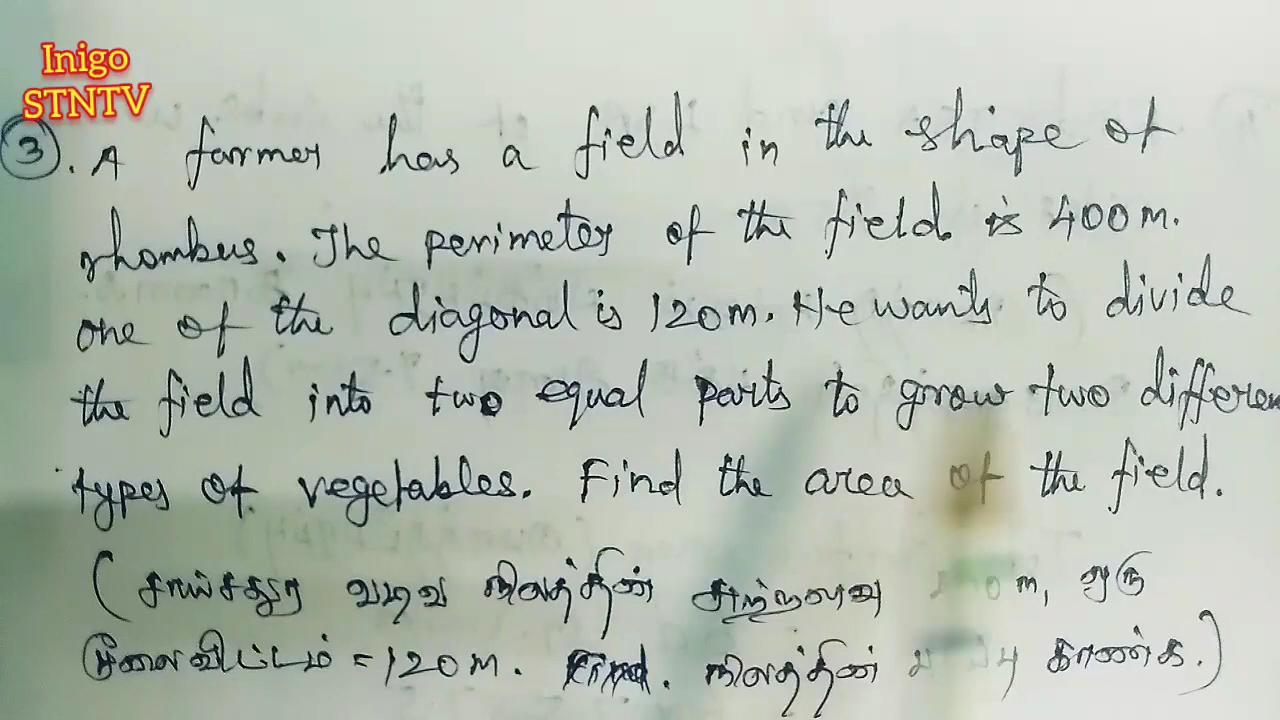 Inigo
STNTV
3. A farmer has a field in the shape of
rhombus. The perimeter of the field is 400m.
one of the diagonal is 120m. He wants to divide
the field into two equal parts to grow two differen
types of vegetables. Find the area of the field.
(சாய்சதுர வடிவ நிலத்தின் சுற்றளவு m, ஒரு
மூலைவிட்டம் = 120m. நிலத்தின் காண்க.)